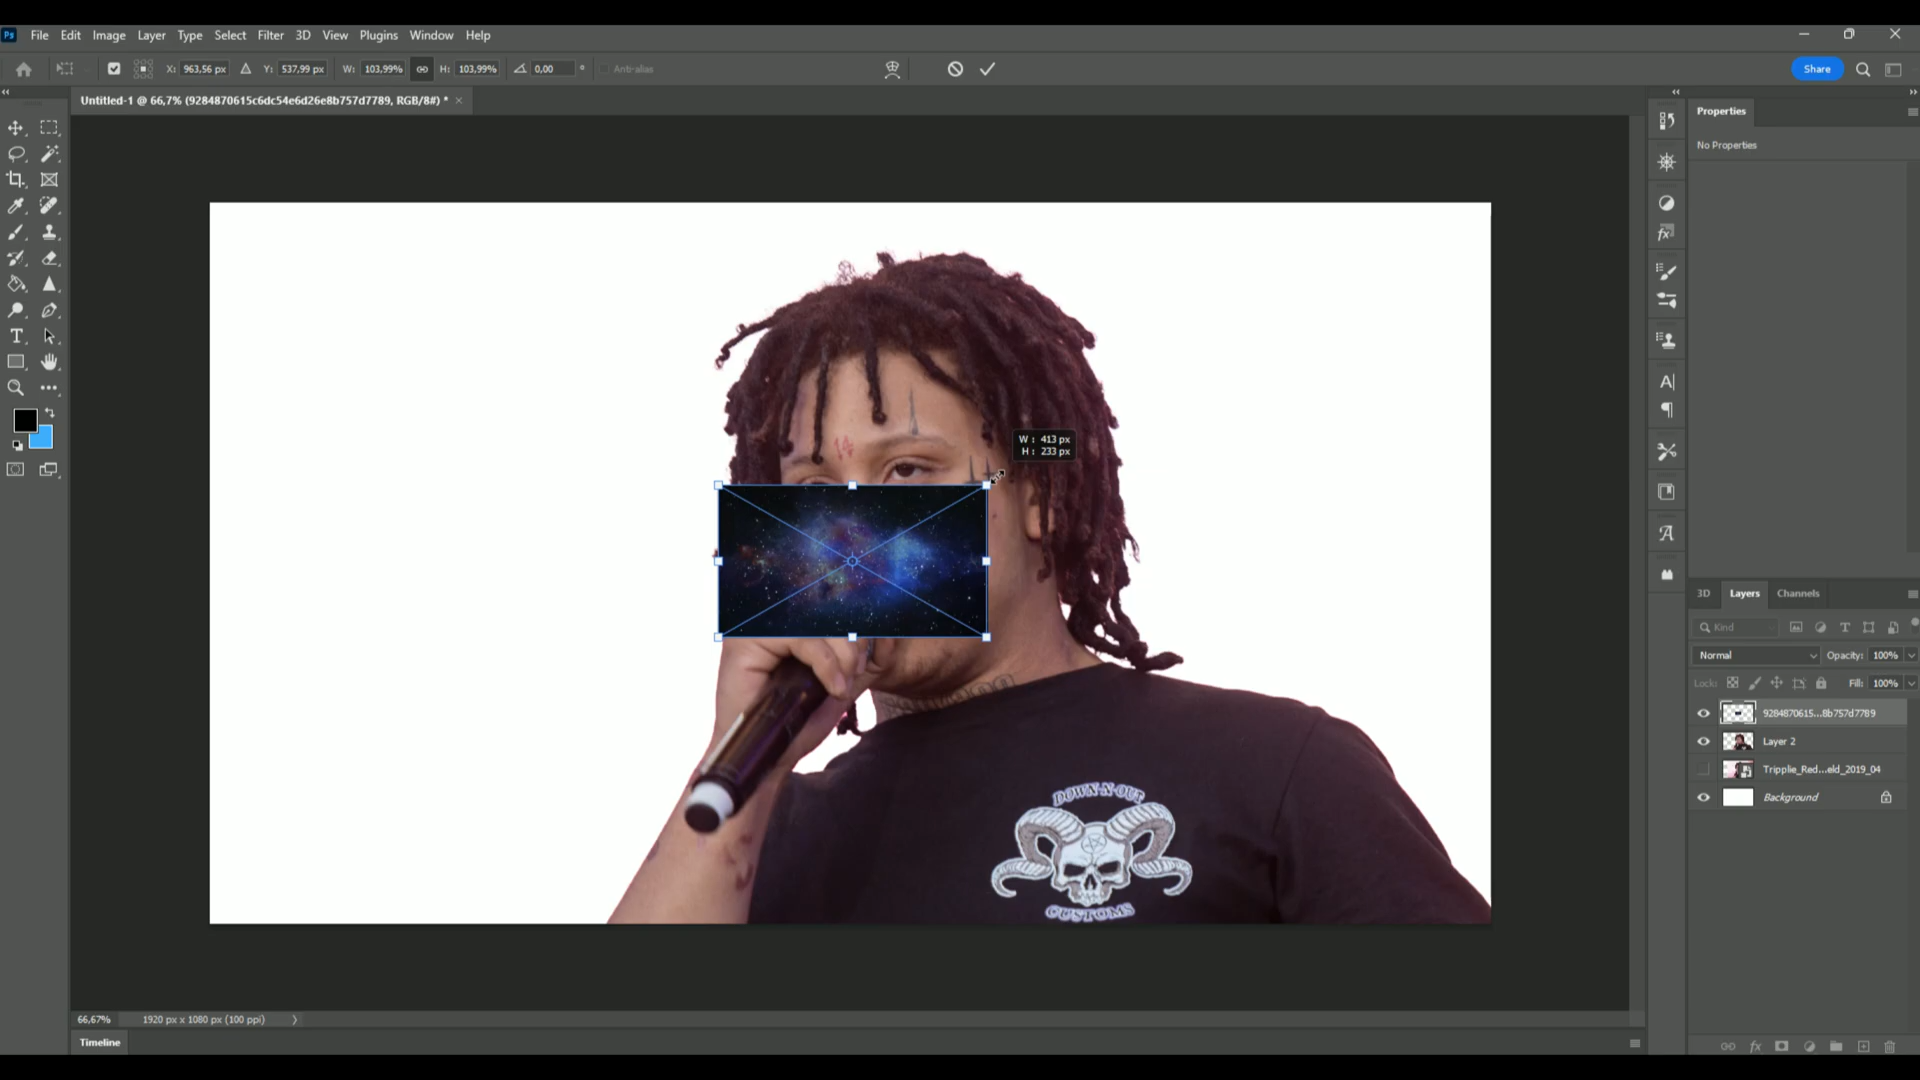 Ps File Edit Image Layer Type Select Filter 3D View Plugins Window Help
X: 963,56 px Y: 537,99 px W: 103,99% H: 103,99% 0,00 ° Anti-alias Share
Untitled-1 @ 66,7% (9284870615c6dc54e6d26e8b757d7789, RGB/8#) * ×
Properties
No Properties
W : 413 px
H : 233 px
14
DOWN-N-OUT
CUSTOMS
3D Layers Channels
Kind
Normal Opacity: 100%
Lock: Fill: 100%
9284870615...8b757d7789
Layer 2
Tripplie_Red...eld_2019_04
Background
66,67% 1920 px x 1080 px (100 ppi)
Timeline